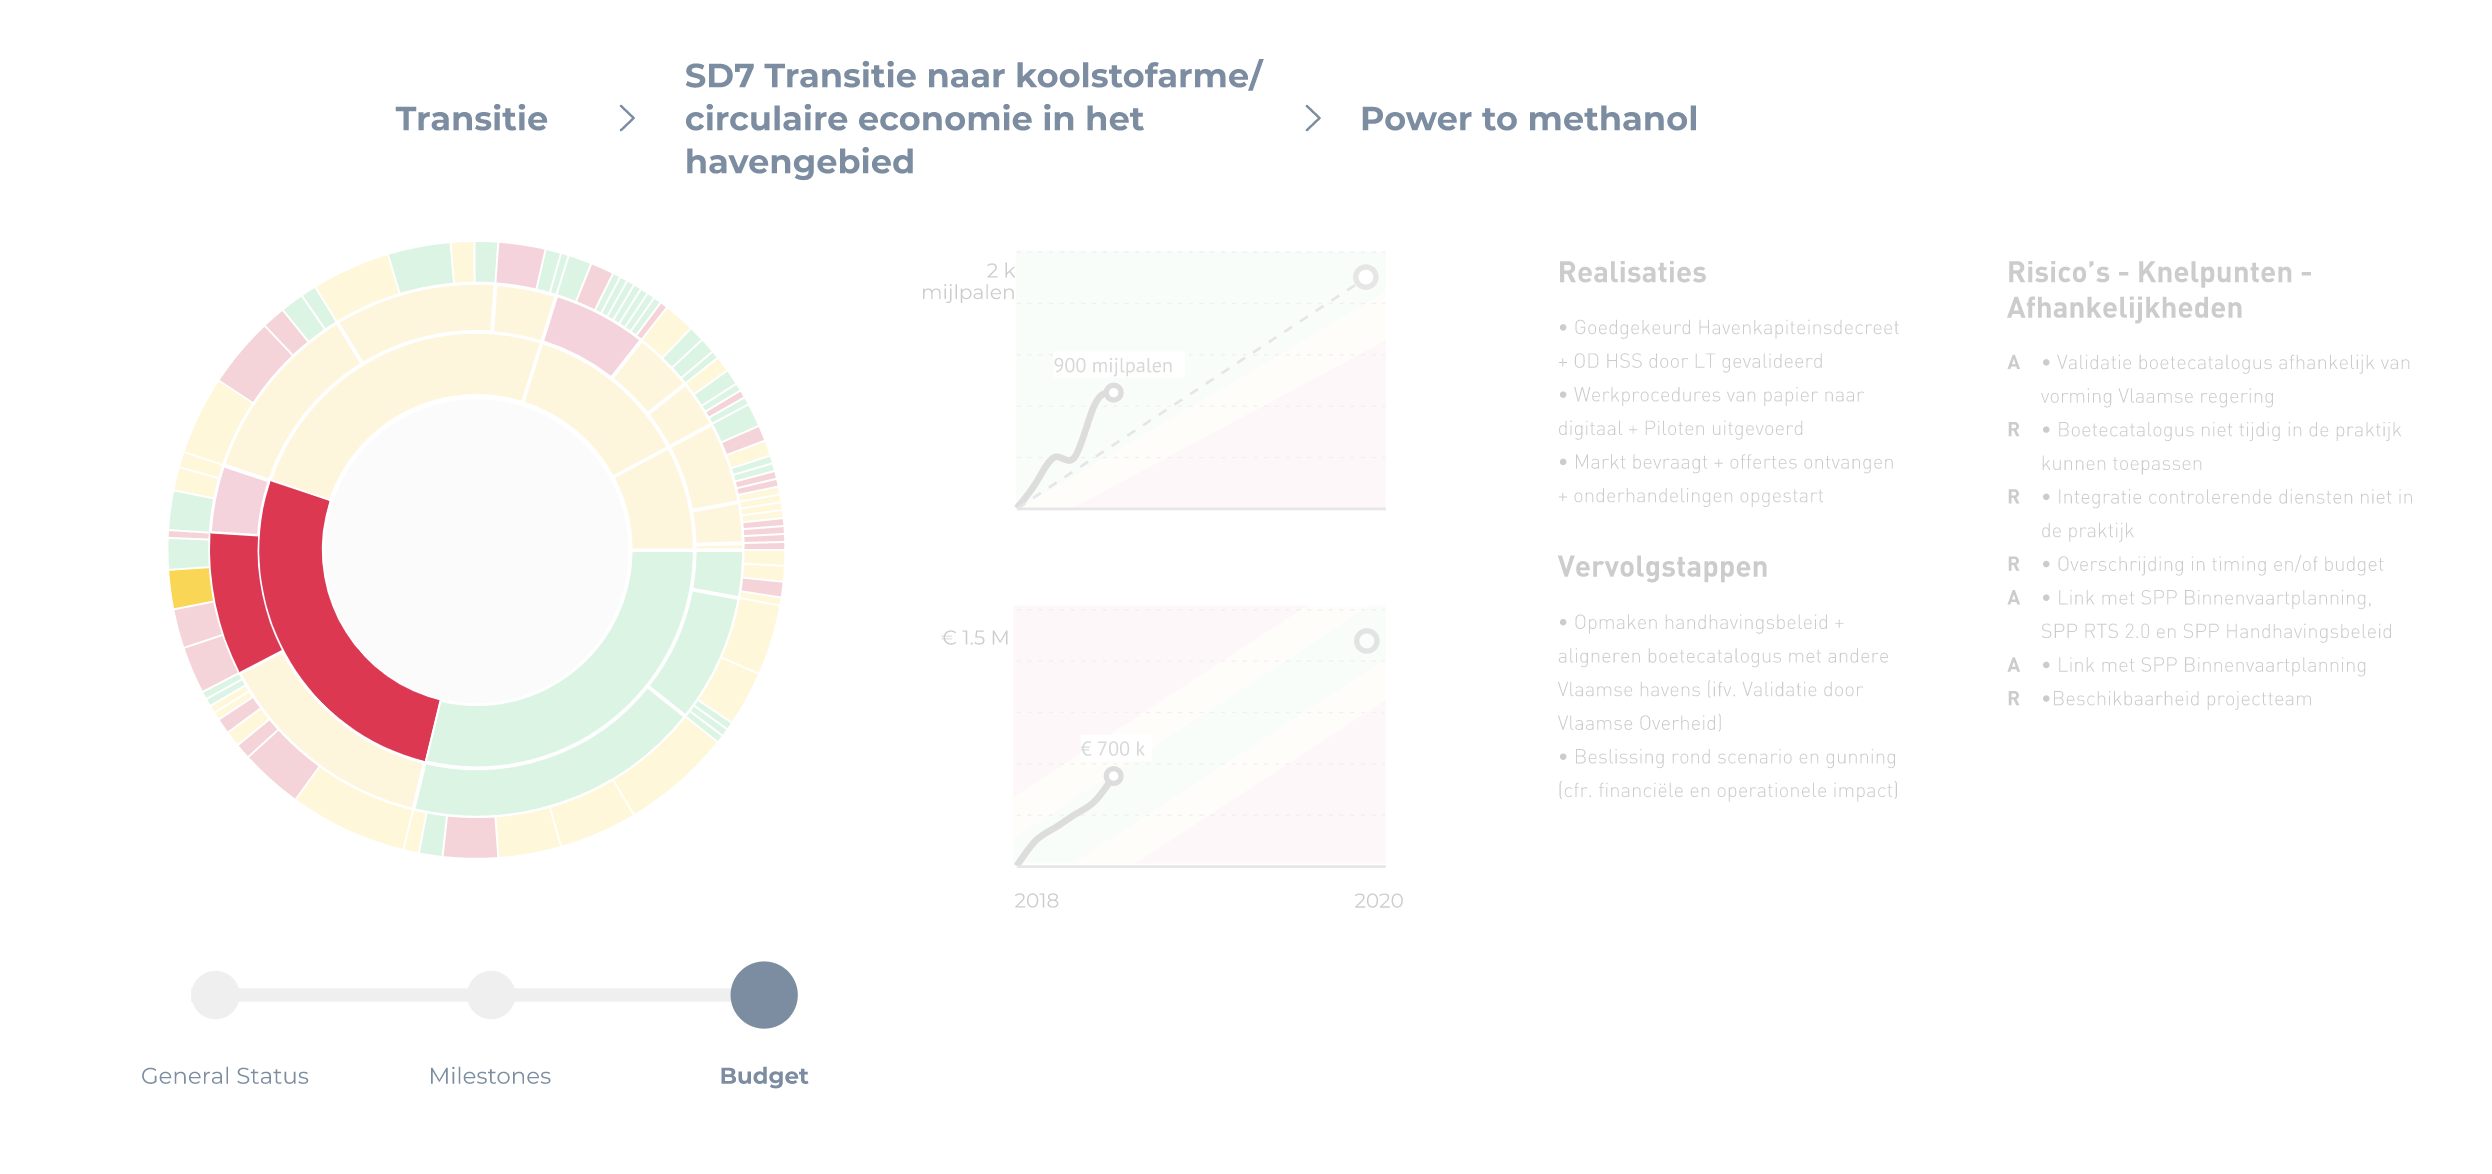 Transitie
SD7 Transitie naar koolstofarme/
circulaire economie in het
havengebied
Power to methanol
2 k
mijlpalen
900 mijlpalen
€ 1.5 M
€ 700 k
2018
2020
Realisaties
• Goedgekeurd Havenkapiteinsdecreet
+ OD HSS door LT gevalideerd
• Werkprocedures van papier naar
digitaal + Piloten uitgevoerd
• Markt bevraagt + offertes ontvangen
+ onderhandelingen opgestart
Vervolgstappen
• Opmaken handhavingsbeleid +
aligneren boetecatalogus met andere
Vlaamse havens (ifv. Validatie door
Vlaamse Overheid)
• Beslissing rond scenario en gunning
(cfr. financiële en operationele impact)
Risico’s - Knelpunten -
Afhankelijkheden
A • Validatie boetecatalogus afhankelijk van
vorming Vlaamse regering
R • Boetecatalogus niet tijdig in de praktijk
kunnen toepassen
R • Integratie controlerende diensten niet in
de praktijk
R • Overschrijding in timing en/of budget
A • Link met SPP Binnenvaartplanning,
SPP RTS 2.0 en SPP Handhavingsbeleid
A • Link met SPP Binnenvaartplanning
R •Beschikbaarheid projectteam
General Status
Milestones
Budget